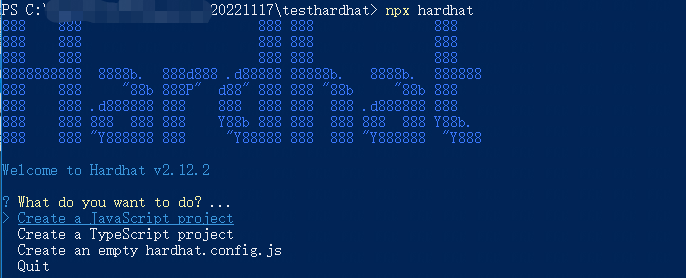 PS C:\ 20221117\testhardhat> npx hardhat
888    888                      888 888               888
888    888                      888 888               888
888    888                      888 888               888
8888888888  8888b.  888d888 .d88888 88888b.   8888b.  888888
888    888     "88b 888P"  d88" 888 888 "88b     "88b 888
888    888 .d888888 888    888  888 888  888 .d888888 888
888    888 888  888 888    Y88b 888 888  888 888  888 Y88b.
888    888 "Y888888 888     "Y88888 888  888 "Y888888  "Y888
Welcome to Hardhat v2.12.2
? What do you want to do? ...
> Create a JavaScript project
Create a TypeScript project
Create an empty hardhat.config.js
Quit